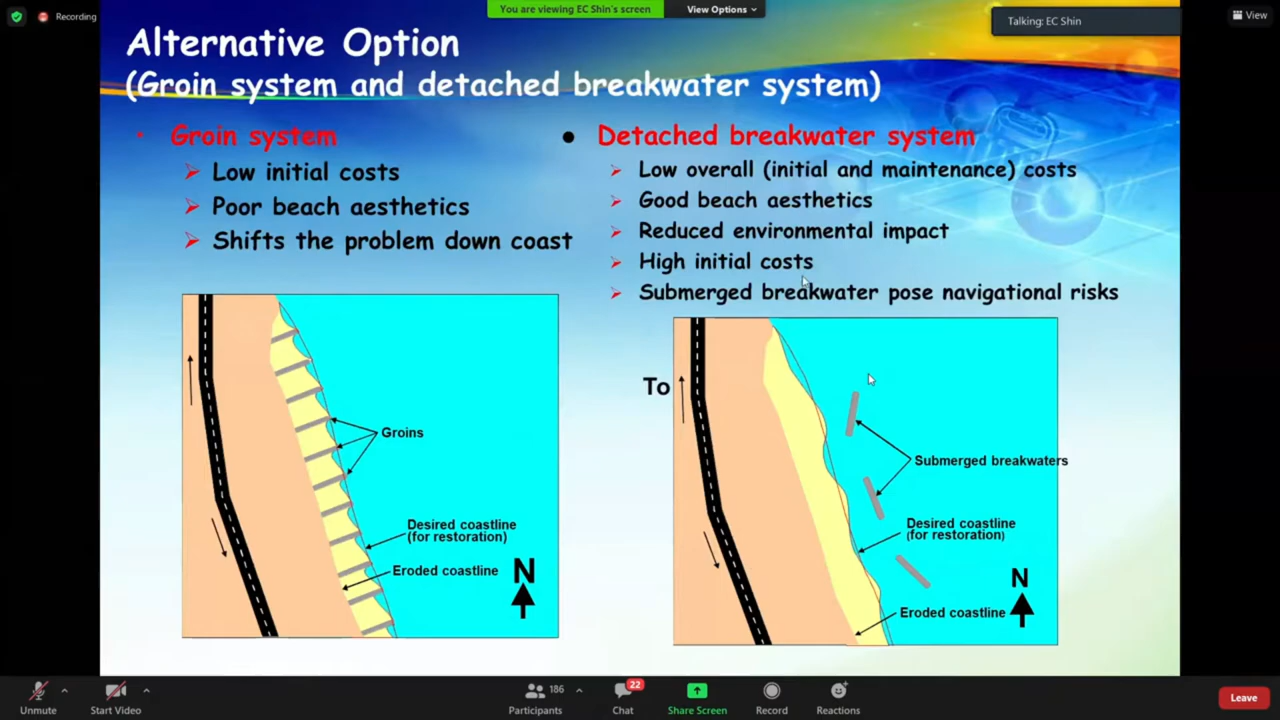 Recording
You are viewing EC Shin's screen
View Options
Talking: EC Shin
View
Alternative Option
(Groin system and detached breakwater system)
Groin system
Low initial costs
Poor beach aesthetics
Shifts the problem down coast
Detached breakwater system
Low overall (initial and maintenance) costs
Good beach aesthetics
Reduced environmental impact
High initial costs
Submerged breakwater pose navigational risks
Groins
Desired coastline
(for restoration)
Eroded coastline
N
To
Submerged breakwaters
Desired coastline
(for restoration)
Eroded coastline
N
Unmute
Start Video
186
Participants
22
Chat
Share Screen
Record
Reactions
Leave